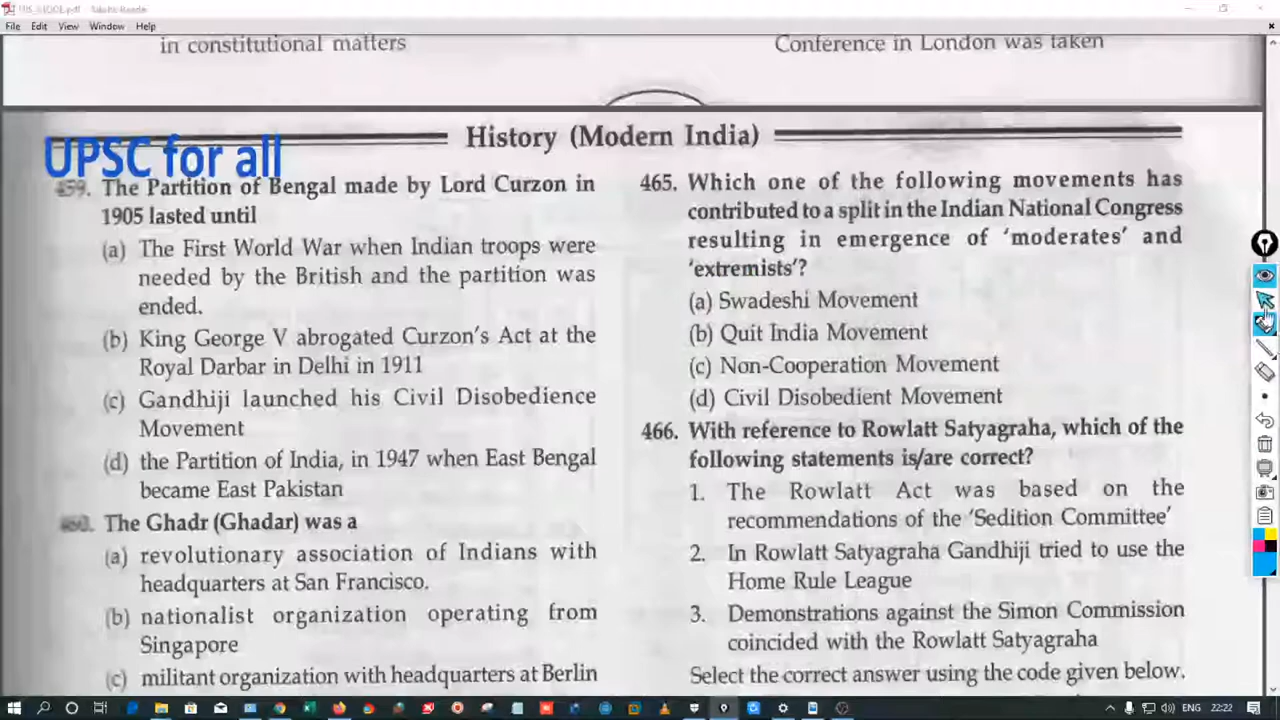 File Edit View Window Help
in constitutional matters
Conference in London was taken
History (Modern India)
UPSC for all
459. The Partition of Bengal made by Lord Curzon in
1905 lasted until
(a) The First World War when Indian troops were
needed by the British and the partition was
ended.
(b) King George V abrogated Curzon's Act at the
Royal Darbar in Delhi in 1911
(c) Gandhiji launched his Civil Disobedience
Movement
(d) the Partition of India, in 1947 when East Bengal
became East Pakistan
460. The Ghadr (Ghadar) was a
(a) revolutionary association of Indians with
headquarters at San Francisco.
(b) nationalist organization operating from
Singapore
(c) militant organization with headquarters at Berlin
465. Which one of the following movements has
contributed to a split in the Indian National Congress
resulting in emergence of 'moderates' and
'extremists'?
(a) Swadeshi Movement
(b) Quit India Movement
(c) Non-Cooperation Movement
(d) Civil Disobedient Movement
466. With reference to Rowlatt Satyagraha, which of the
following statements is/are correct?
1. The Rowlatt Act was based on the
recommendations of the 'Sedition Committee'
2. In Rowlatt Satyagraha Gandhiji tried to use the
Home Rule League
3. Demonstrations against the Simon Commission
coincided with the Rowlatt Satyagraha
Select the correct answer using the code given below.
ENG 22:22